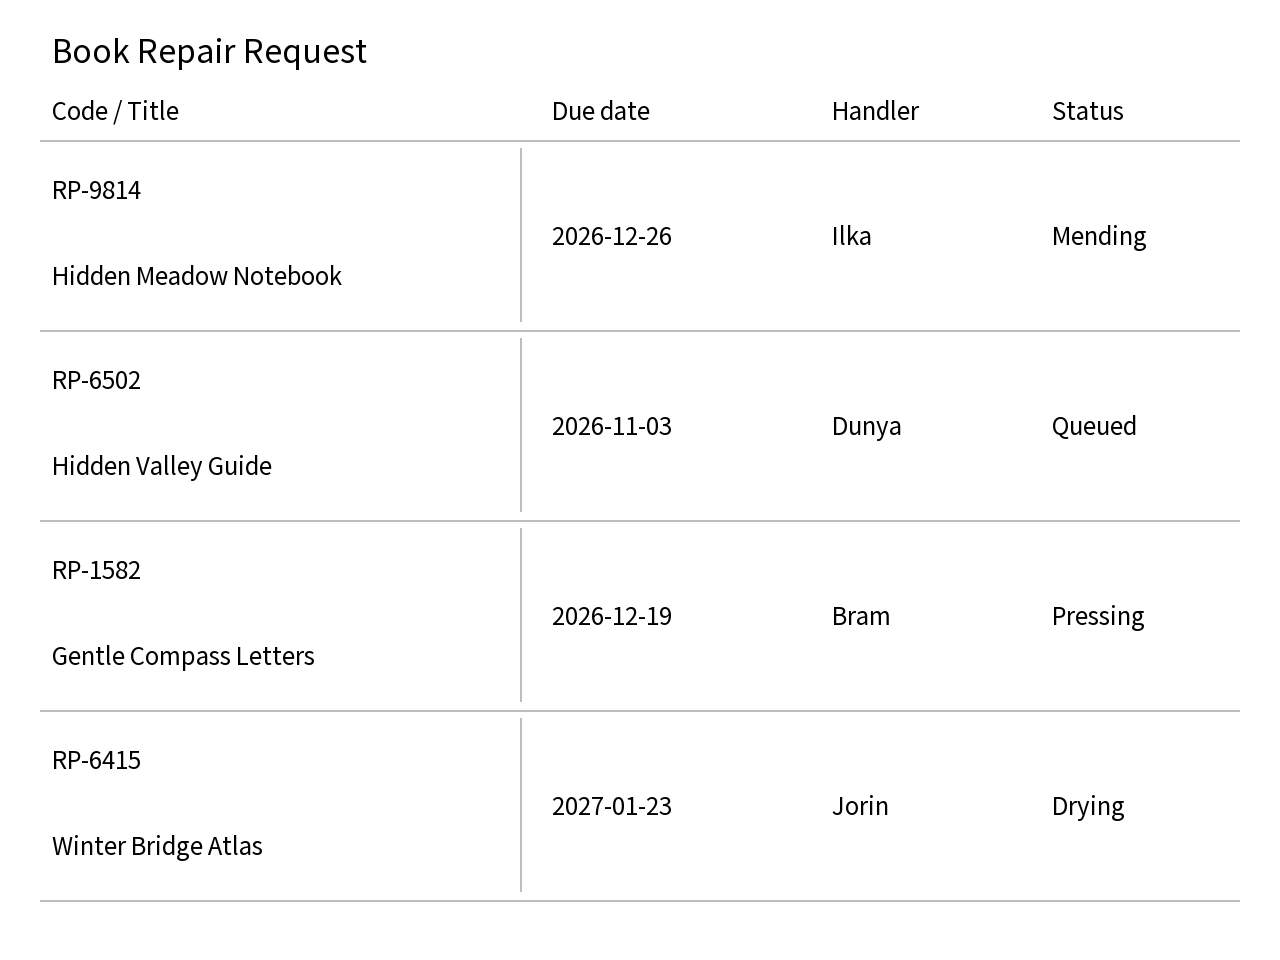 Book Repair Request
Code / Title Due date Handler Status
RP-9814
Hidden Meadow Notebook
2026-12-26 Ilka Mending
RP-6502
Hidden Valley Guide
2026-11-03 Dunya Queued
RP-1582
Gentle Compass Letters
2026-12-19 Bram Pressing
RP-6415
Winter Bridge Atlas
2027-01-23 Jorin Drying